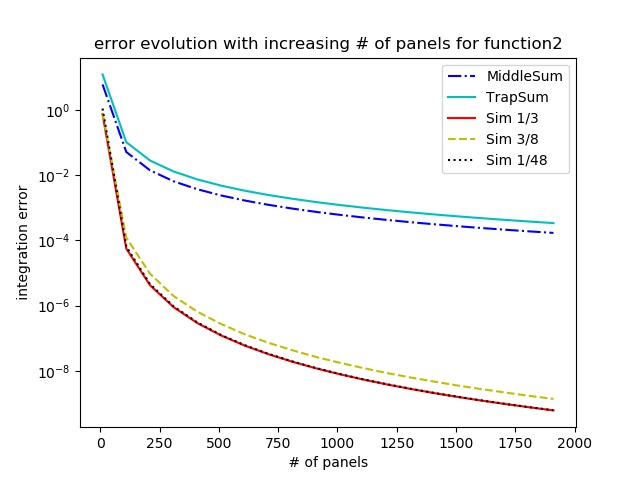 error evolution with increasing # of panels for function2
MiddleSum
TrapSum
Sim 1/3
Sim 3/8
Sim 1/48
10⁰
10⁻²
10⁻⁴
10⁻⁶
10⁻⁸
integration error
0 250 500 750 1000 1250 1500 1750 2000
# of panels